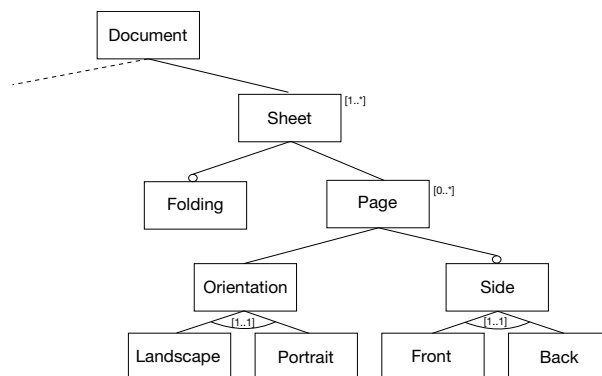 Document
[1..*]
Sheet
Folding
Page
[0..*]
Orientation
Side
[1..1]
[1..1]
Landscape
Portrait
Front
Back